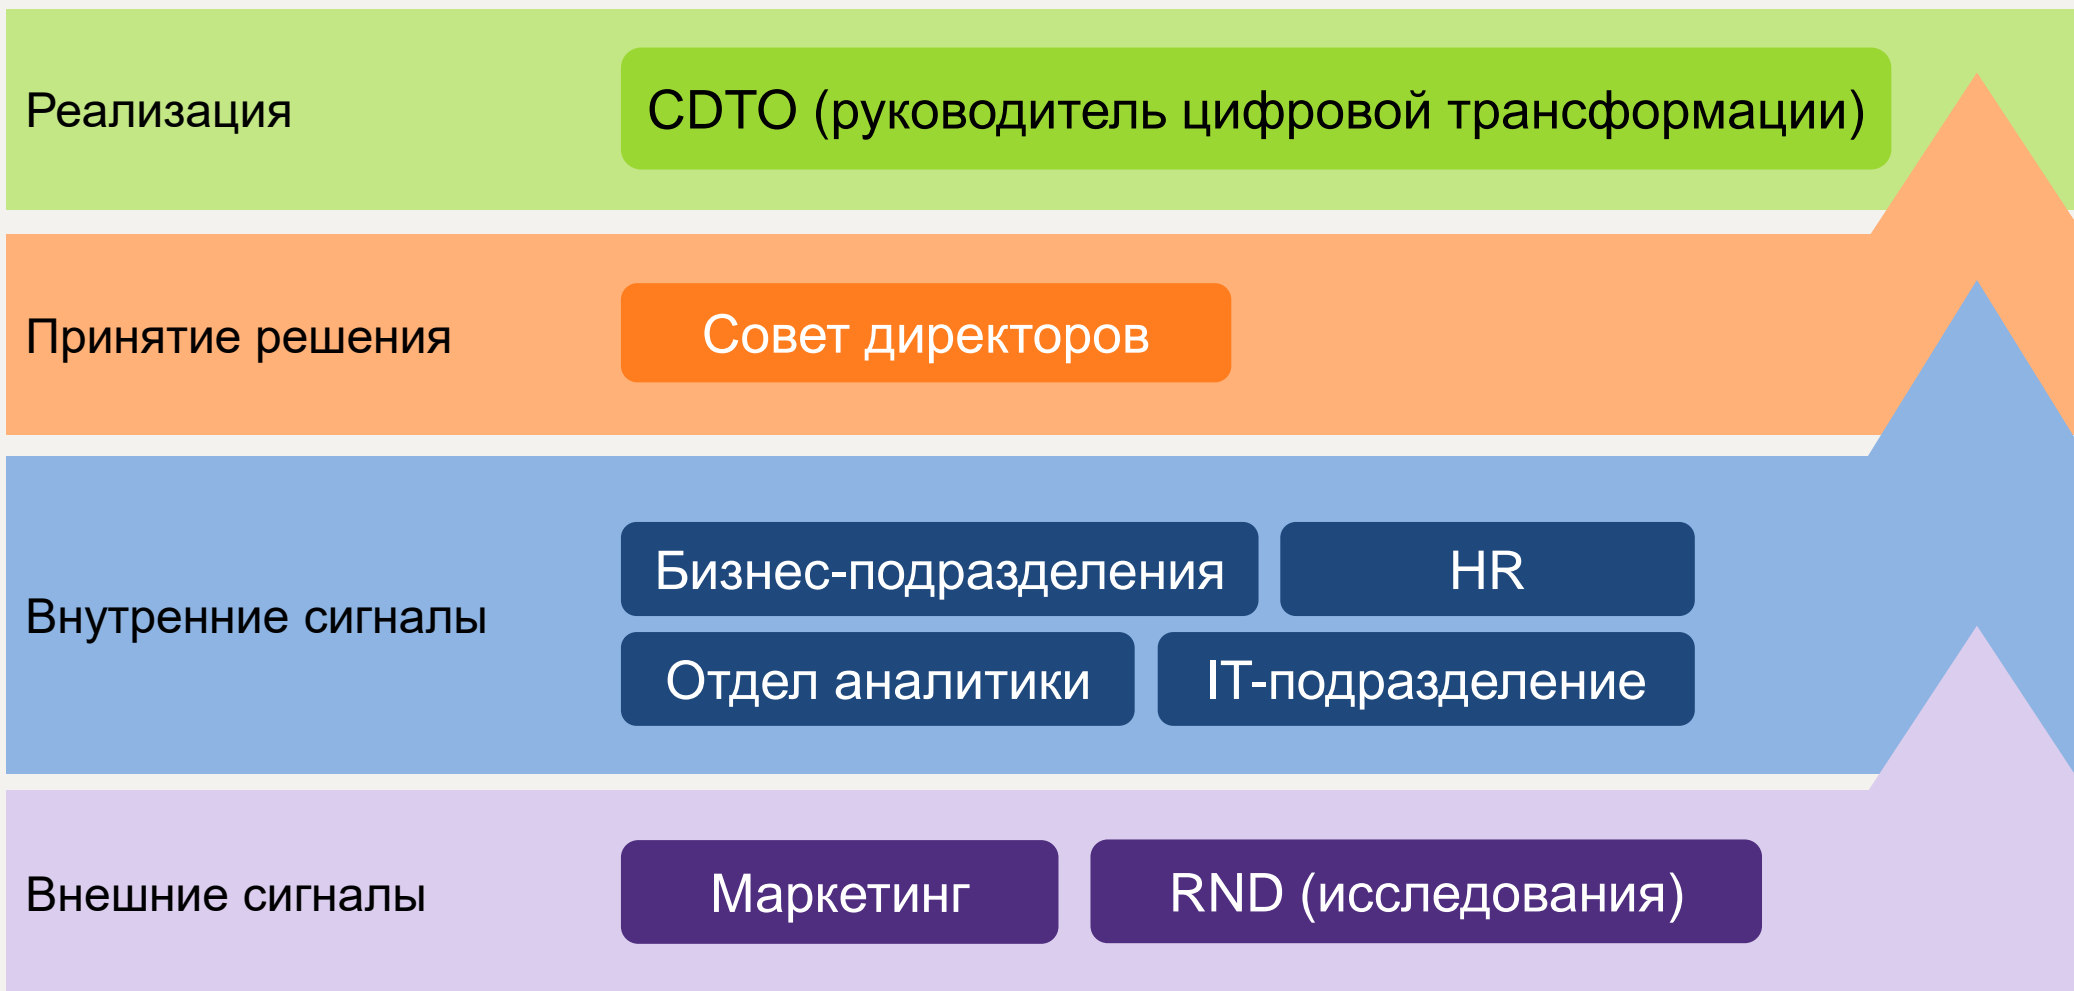 Реализация
CDTO (руководитель цифровой трансформации)
Принятие решения
Совет директоров
Внутренние сигналы
Бизнес-подразделения
HR
Отдел аналитики
IT-подразделение
Внешние сигналы
Маркетинг
RND (исследования)